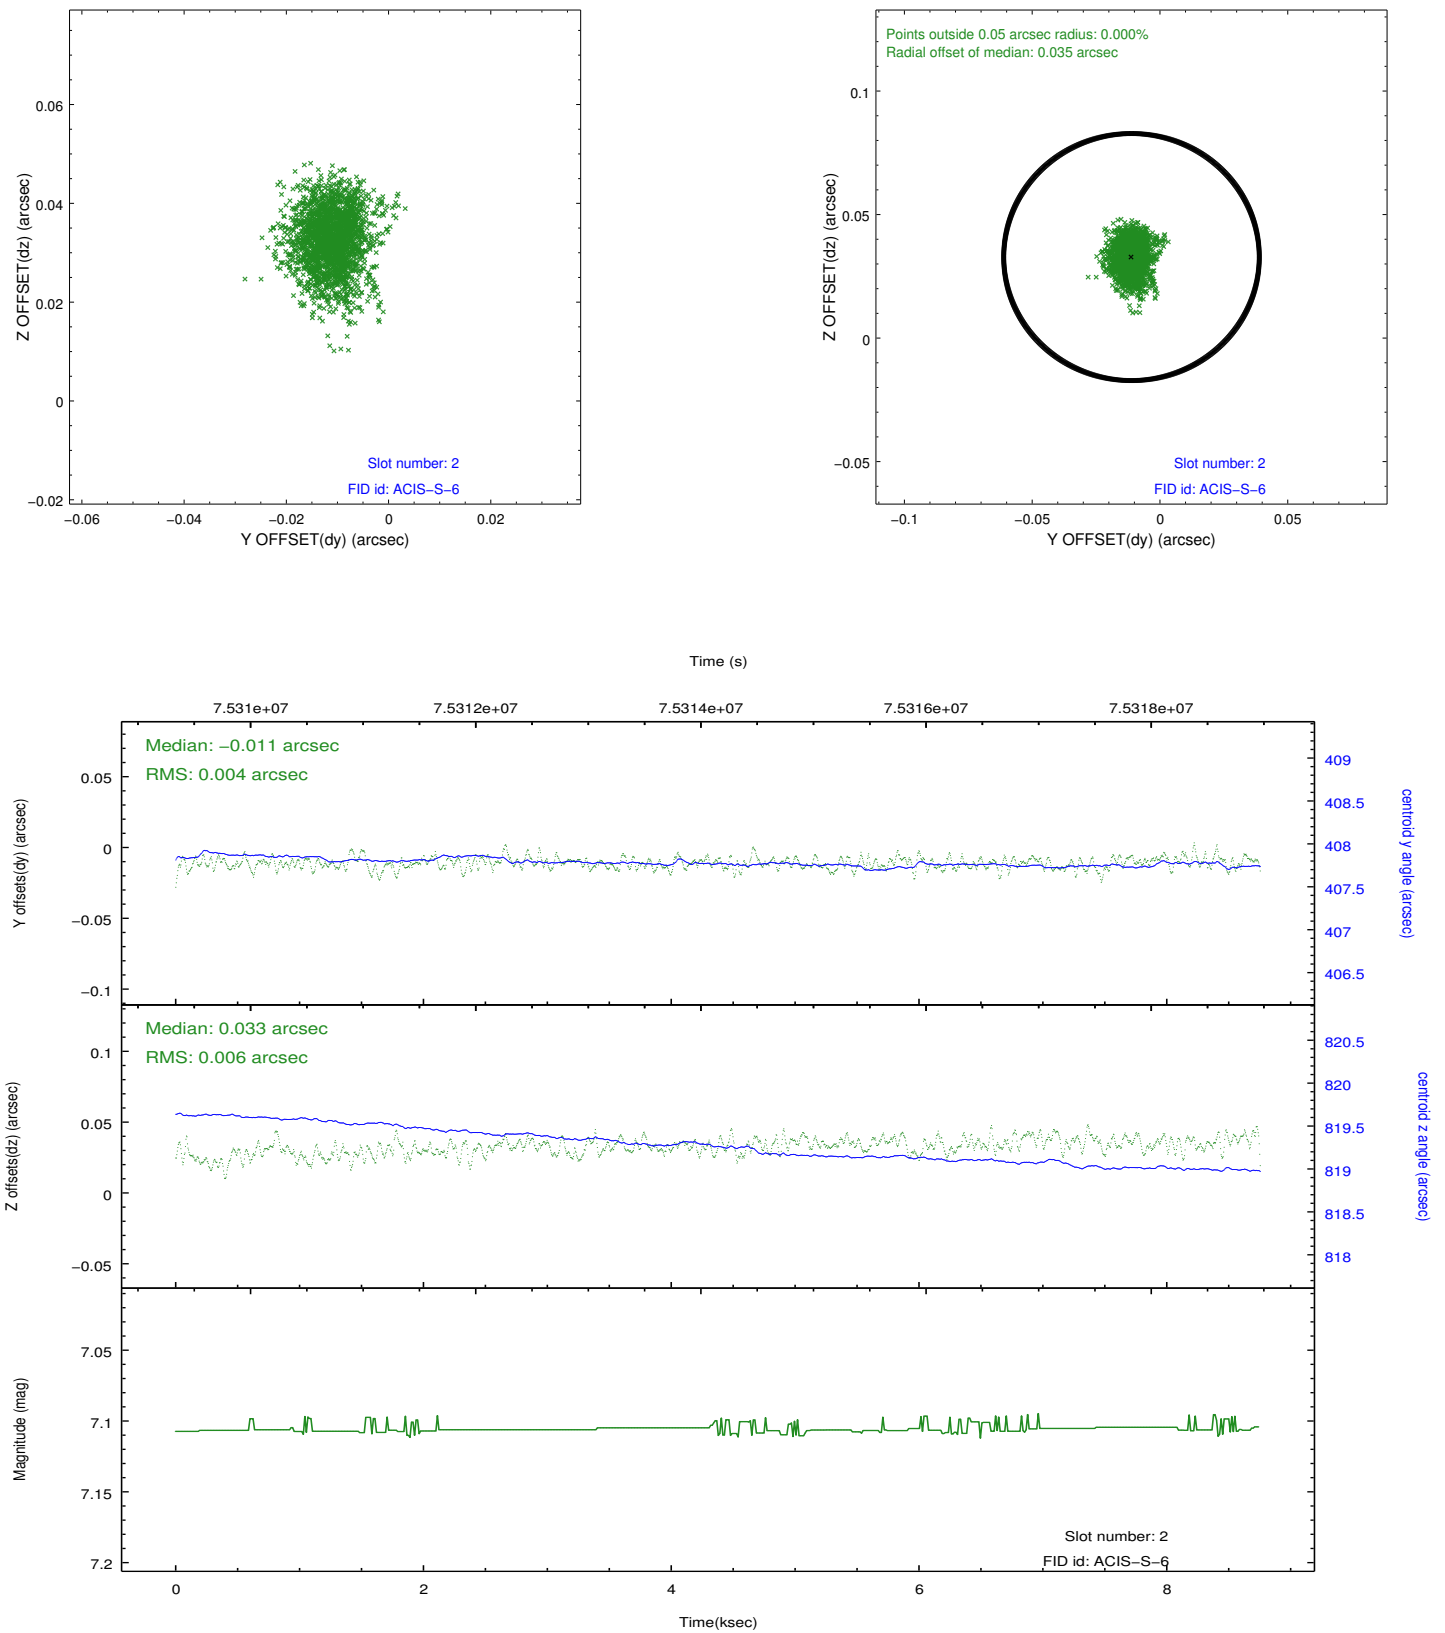 0.06
0.04
0.02
0
−0.02
−0.06
−0.04
−0.02
0
0.02
Z OFFSET(dz) (arcsec)
Y OFFSET(dy) (arcsec)
Slot number: 2
FID id: ACIS−S−6
Points outside 0.05 arcsec radius: 0.000%
Radial offset of median: 0.035 arcsec
0.1
0.05
0
−0.05
−0.1
−0.05
0
0.05
Z OFFSET(dz) (arcsec)
Y OFFSET(dy) (arcsec)
Slot number: 2
FID id: ACIS−S−6
Time (s)
7.531e+07
7.5312e+07
7.5314e+07
7.5316e+07
7.5318e+07
Median: −0.011 arcsec
RMS: 0.004 arcsec
0.05
0
−0.05
−0.1
Y offsets(dy) (arcsec)
409
408.5
408
407.5
407
406.5
centroid y angle (arcsec)
Median: 0.033 arcsec
RMS: 0.006 arcsec
0.1
0.05
0
−0.05
Z offsets(dz) (arcsec)
820.5
820
819.5
819
818.5
818
centroid z angle (arcsec)
7.05
7.1
7.15
7.2
Magnitude (mag)
Slot number: 2
FID id: ACIS−S−6
0
2
4
6
8
Time(ksec)